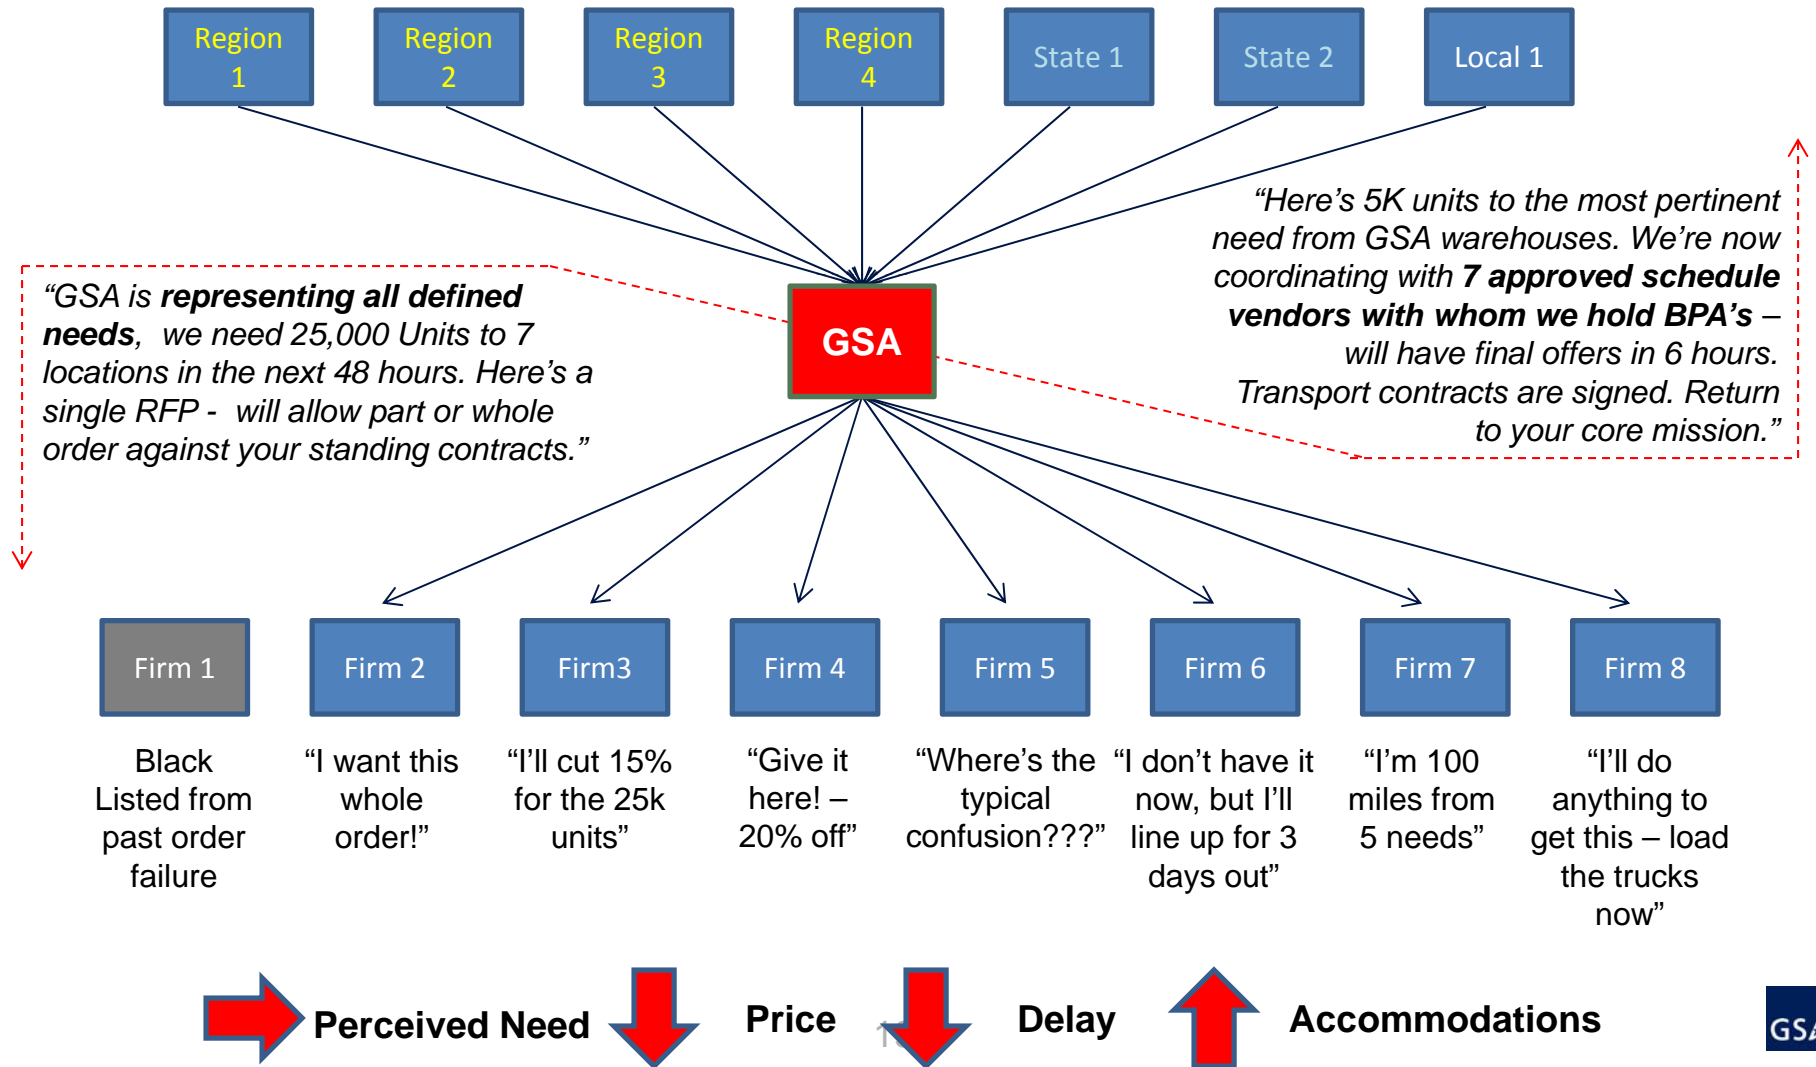 Region
1
Region
2
Region
3
Region
4
State 1
State 2
Local 1
“GSA is representing all defined
needs, we need 25,000 Units to 7
locations in the next 48 hours. Here’s a
single RFP - will allow part or whole
order against your standing contracts.”
GSA
“Here’s 5K units to the most pertinent
need from GSA warehouses. We’re now
coordinating with 7 approved schedule
vendors with whom we hold BPA’s –
will have final offers in 6 hours.
Transport contracts are signed. Return
to your core mission.”
Firm 1
Firm 2
Firm3
Firm 4
Firm 5
Firm 6
Firm 7
Firm 8
Black
Listed from
past order
failure
“I want this
whole
order!”
“I’ll cut 15%
for the 25k
units”
“Give it
here! –
20% off”
“Where’s the
typical
confusion???”
“I don’t have it
now, but I’ll
line up for 3
days out”
“I’m 100
miles from
5 needs”
“I’ll do
anything to
get this – load
the trucks
now”
Perceived Need
Price
Delay
Accommodations
GSA